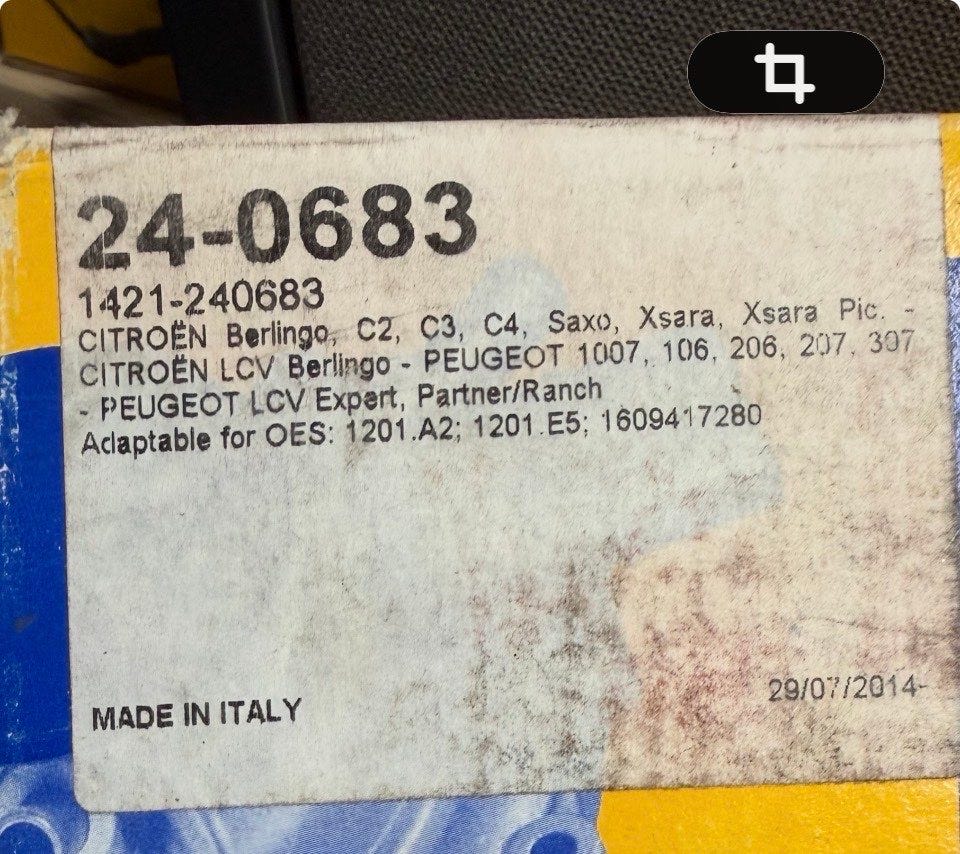 24-0683
1421-240683
CITROËN Berlingo, C2, C3, C4, Saxo, Xsara, Xsara Pic. -
CITROËN LCV Berlingo - PEUGEOT 1007, 106, 206, 207, 307
- PEUGEOT LCV Expert, Partner/Ranch
Adaptable for OES: 1201.A2; 1201.E5; 1609417280
MADE IN ITALY
29/07/2014-